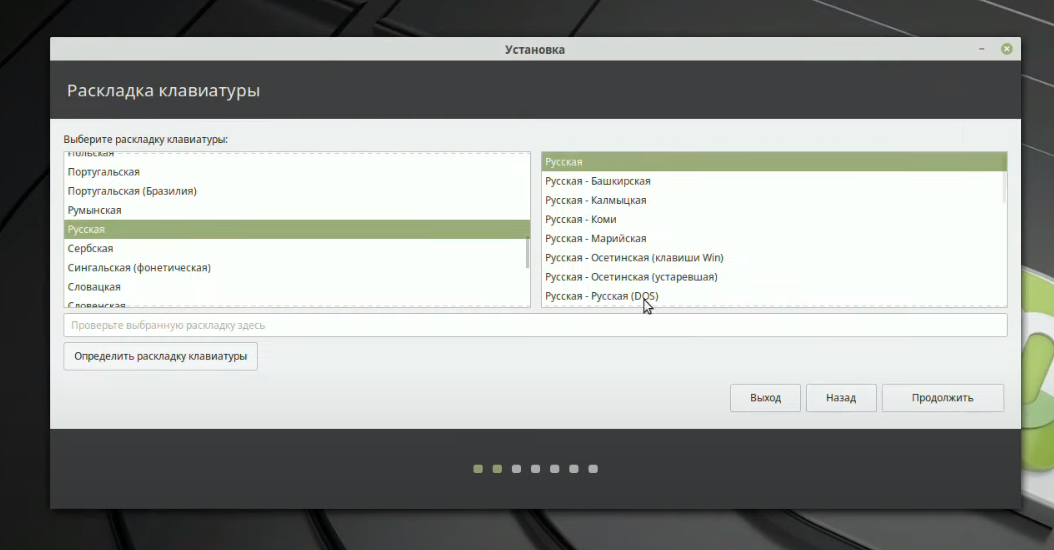 Установка
Раскладка клавиатуры
Выберите раскладку клавиатуры:
Польская
Португальская
Португальская (Бразилия)
Румынская
Русская
Сербская
Сингальская (фонетическая)
Словацкая
Словенская
Русская
Русская - Башкирская
Русская - Калмыцкая
Русская - Коми
Русская - Марийская
Русская - Осетинская (клавиши Win)
Русская - Осетинская (устаревшая)
Русская - Русская (DOS)
Проверьте выбранную раскладку здесь
Определить раскладку клавиатуры
Выход
Назад
Продолжить